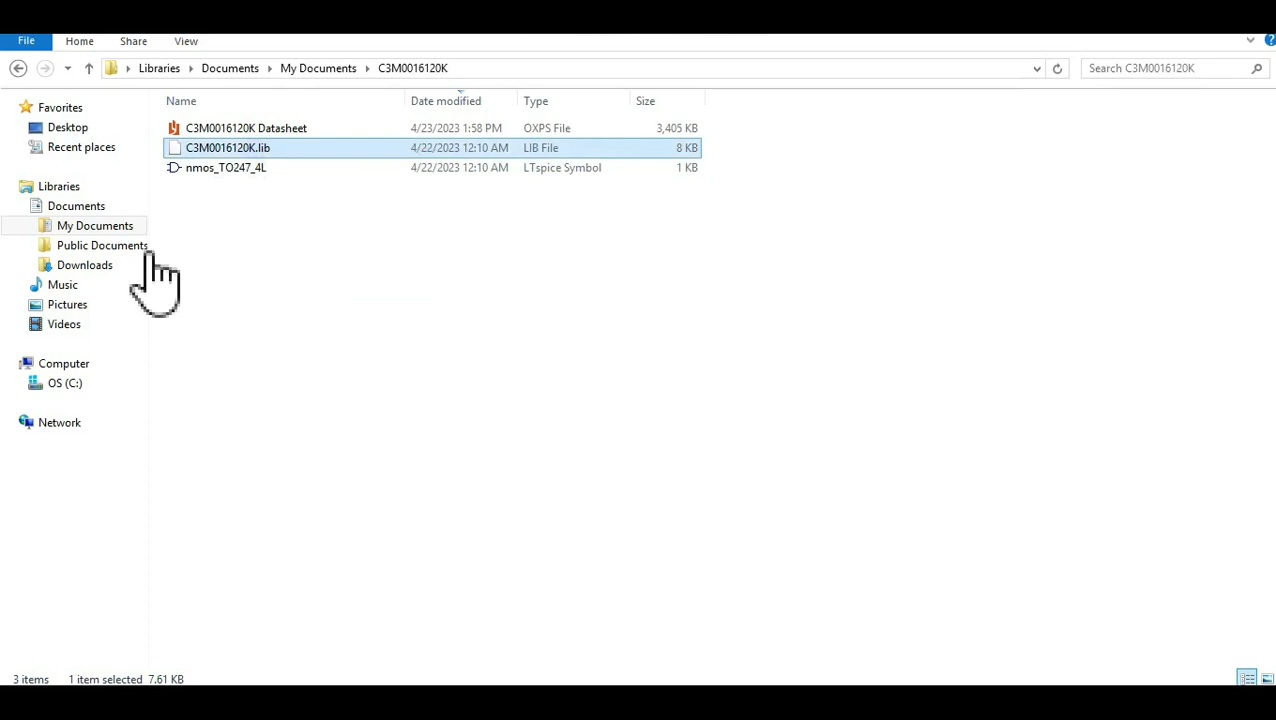 File Home Share View
Libraries Documents My Documents C3M0016120K Search C3M0016120K
Name Date modified Type Size
Favorites
Desktop
Recent places
Libraries
Documents
My Documents
Public Documents
Downloads
Music
Pictures
Videos
Computer
OS (C:)
Network
C3M0016120K Datasheet 4/23/2023 1:58 PM OXPS File 3,405 KB
C3M0016120K.lib 4/22/2023 12:10 AM LIB File 8 KB
nmos_TO247_4L 4/22/2023 12:10 AM LTspice Symbol 1 KB
3 items 1 item selected 7.61 KB